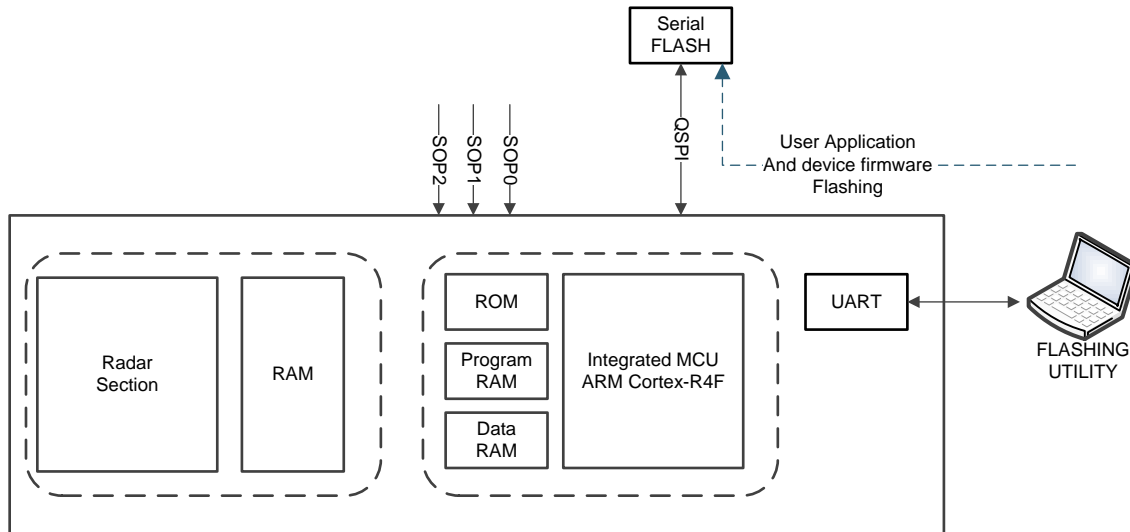 Serial
FLASH
SOP2
SOP1
SOP0
QSPI
User Application
And device firmware
Flashing
Radar
Section
RAM
ROM
Program
RAM
Data
RAM
Integrated MCU
ARM Cortex-R4F
UART
FLASHING
UTILITY